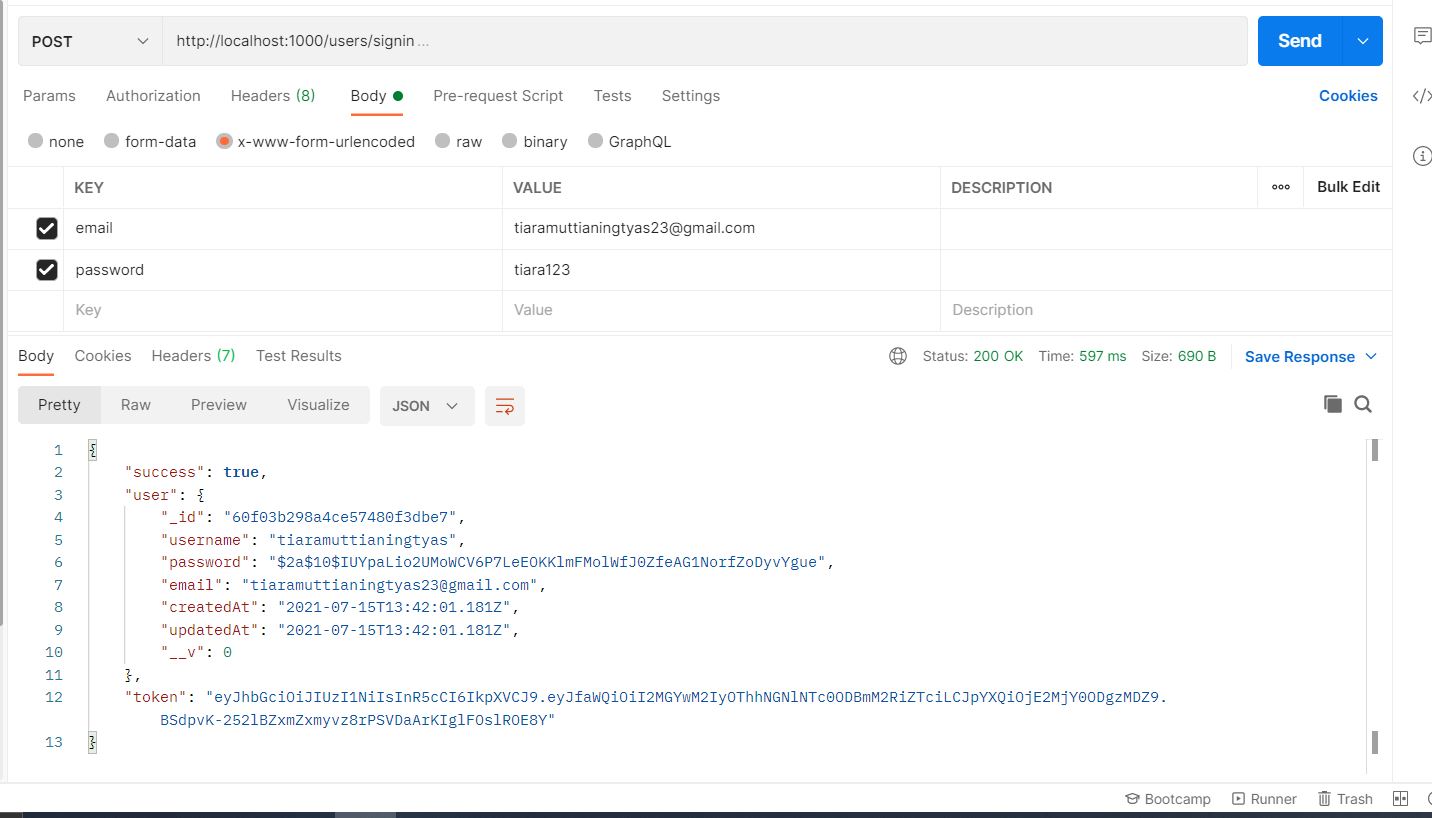 POST http://localhost:1000/users/signin ... Send
Params Authorization Headers (8) Body Pre-request Script Tests Settings Cookies
none form-data x-www-form-urlencoded raw binary GraphQL
KEY VALUE DESCRIPTION ooo Bulk Edit
email tiaramuttianingtyas23@gmail.com
password tiara123
Key Value Description
Body Cookies Headers (7) Test Results Status: 200 OK Time: 597 ms Size: 690 B Save Response
Pretty Raw Preview Visualize JSON
1 {
2 "success": true,
3 "user": {
4 "_id": "60f03b298a4ce57480f3dbe7",
5 "username": "tiaramuttianingtyas",
6 "password": "$2a$10$IUYpaLio2UMoWCV6P7LeEOKKlmFMolWfJ0ZfeAG1NorfZoDyvYgue",
7 "email": "tiaramuttianingtyas23@gmail.com",
8 "createdAt": "2021-07-15T13:42:01.181Z",
9 "updatedAt": "2021-07-15T13:42:01.181Z",
10 "__v": 0
11 },
12 "token": "eyJhbGciOiJIUzI1NiIsInR5cCI6IkpXVCJ9.eyJfaWQiOiI2MGYwM2IyOThhNGNlNTc0ODBmM2RiZTciLCJpYXQiOjE2MjY0ODgzMDZ9.
BSdpvK-252lBZxmZxmyvz8rPSVDaArKIglFOslROE8Y"
13 }
Bootcamp Runner Trash